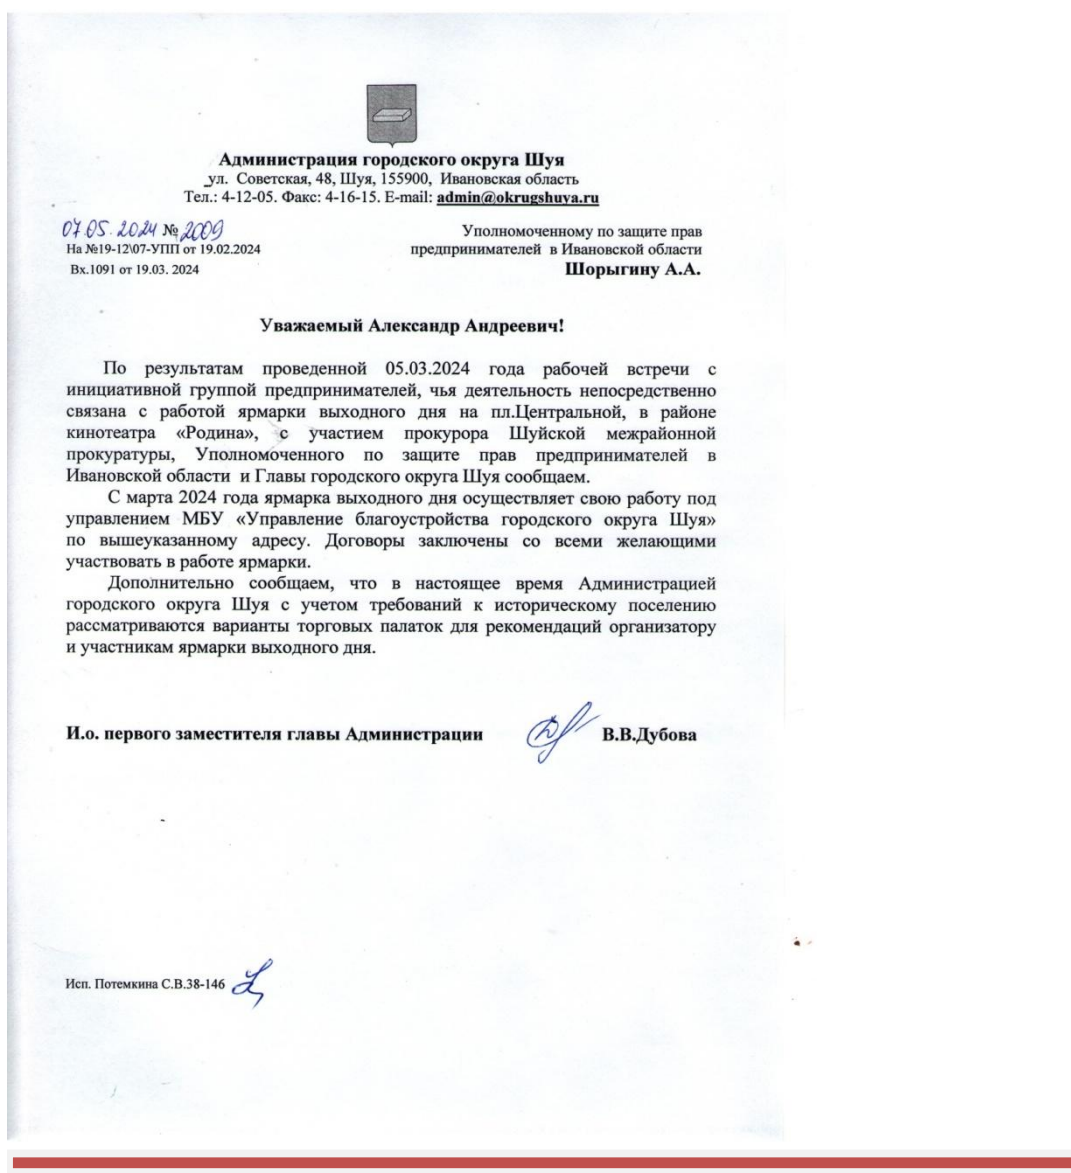 Администрация городского округа Шуя
ул. Советская, 48, Шуя, 155900, Ивановская область
Тел.: 4-12-05. Факс: 4-16-15. E-mail: admin@okrugshuya.ru
07.05.2024 № 2009
На №19-12\07-УПП от 19.02.2024
Вх.1091 от 19.03. 2024
Уполномоченному по защите прав
предпринимателей в Ивановской области
Шорыгину А.А.
Уважаемый Александр Андреевич!
По результатам проведенной 05.03.2024 года рабочей встречи с
инициативной группой предпринимателей, чья деятельность непосредственно
связана с работой ярмарки выходного дня на пл.Центральной, в районе
кинотеатра «Родина», с участием прокурора Шуйской межрайонной
прокуратуры, Уполномоченного по защите прав предпринимателей в
Ивановской области и Главы городского округа Шуя сообщаем.
С марта 2024 года ярмарка выходного дня осуществляет свою работу под
управлением МБУ «Управление благоустройства городского округа Шуя»
по вышеуказанному адресу. Договоры заключены со всеми желающими
участвовать в работе ярмарки.
Дополнительно сообщаем, что в настоящее время Администрацией
городского округа Шуя с учетом требований к историческому поселению
рассматриваются варианты торговых палаток для рекомендаций организатору
и участникам ярмарки выходного дня.
И.о. первого заместителя главы Администрации В.В.Дубова
Исп. Потемкина С.В.38-146